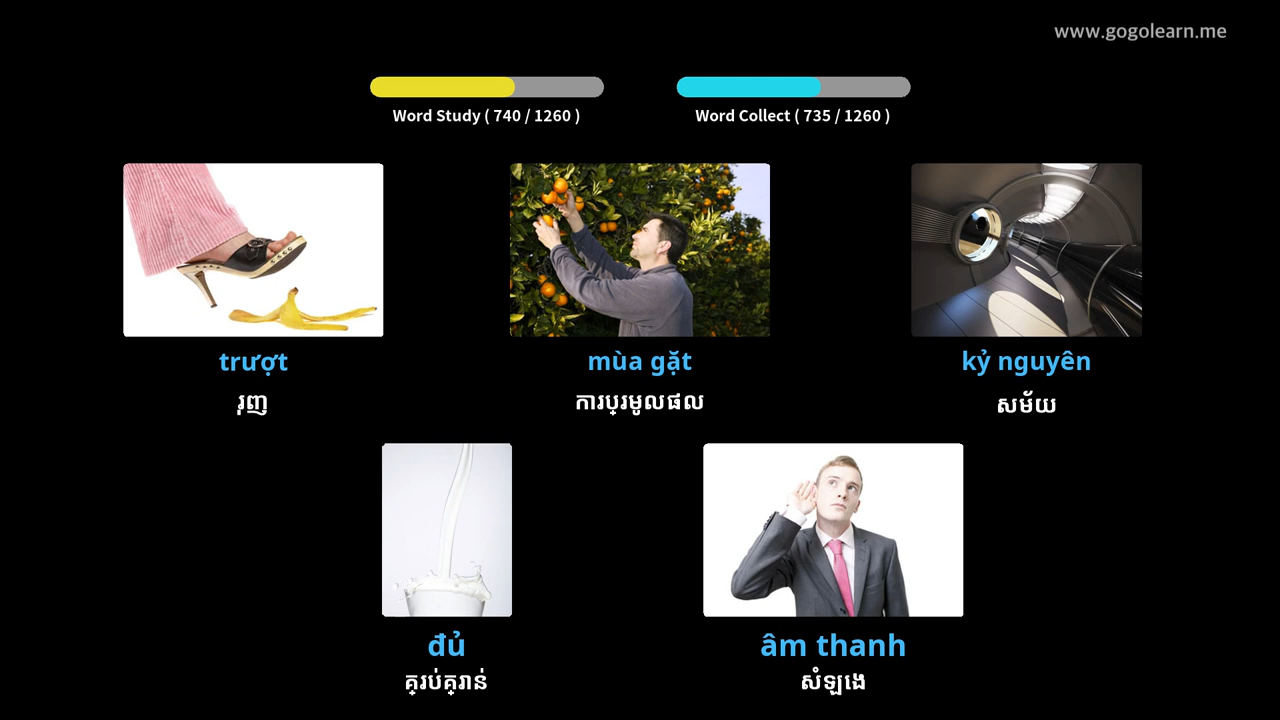 www.gogolearn.me
Word Study ( 740 / 1260 )
Word Collect ( 735 / 1260 )
trượt
mùa gặt
kỷ nguyên
រុញ
ការប្រមូលផល
សម័យ
đủ
âm thanh
គ្រប់គ្រាន់
សំឡេង